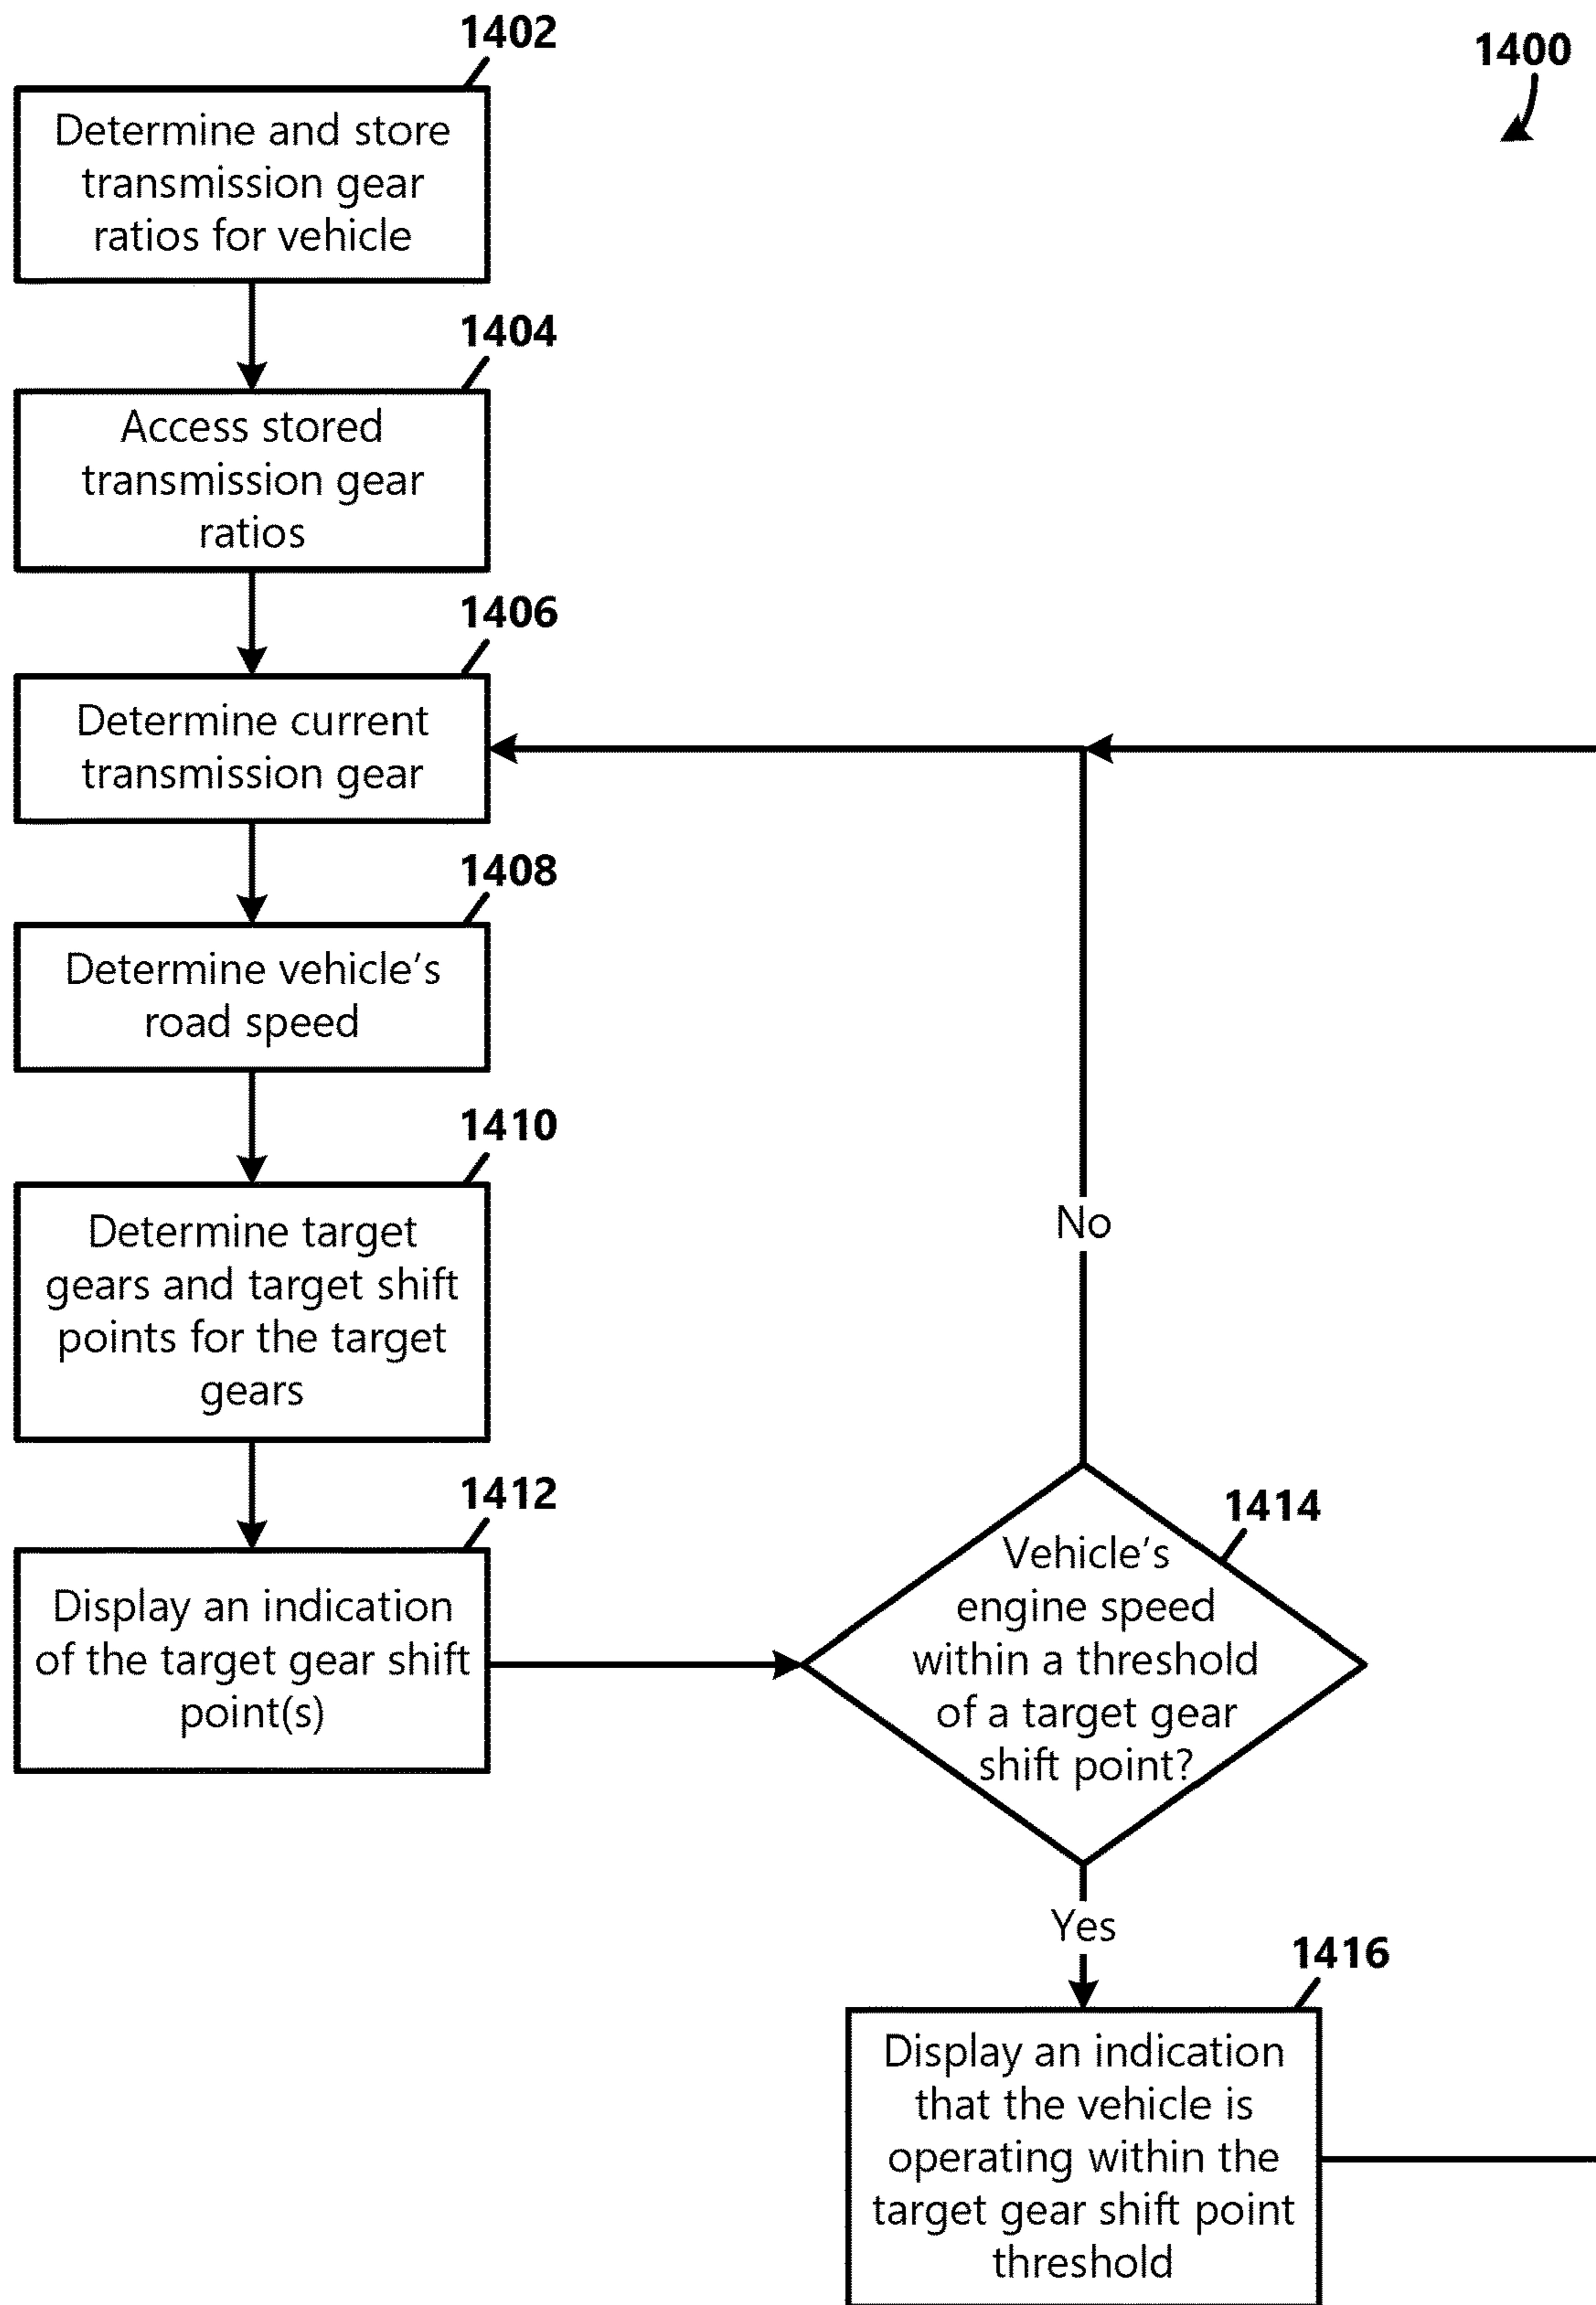 1400
1402
Determine and store
transmission gear
ratios for vehicle
1404
Access stored
transmission gear
ratios
1406
Determine current
transmission gear
1408
Determine vehicle's
road speed
1410
Determine target
gears and target shift
points for the target
gears
1412
Display an indication
of the target gear shift
point(s)
1414
Vehicle's
engine speed
within a threshold
of a target gear
shift point?
No
Yes
1416
Display an indication
that the vehicle is
operating within the
target gear shift point
threshold